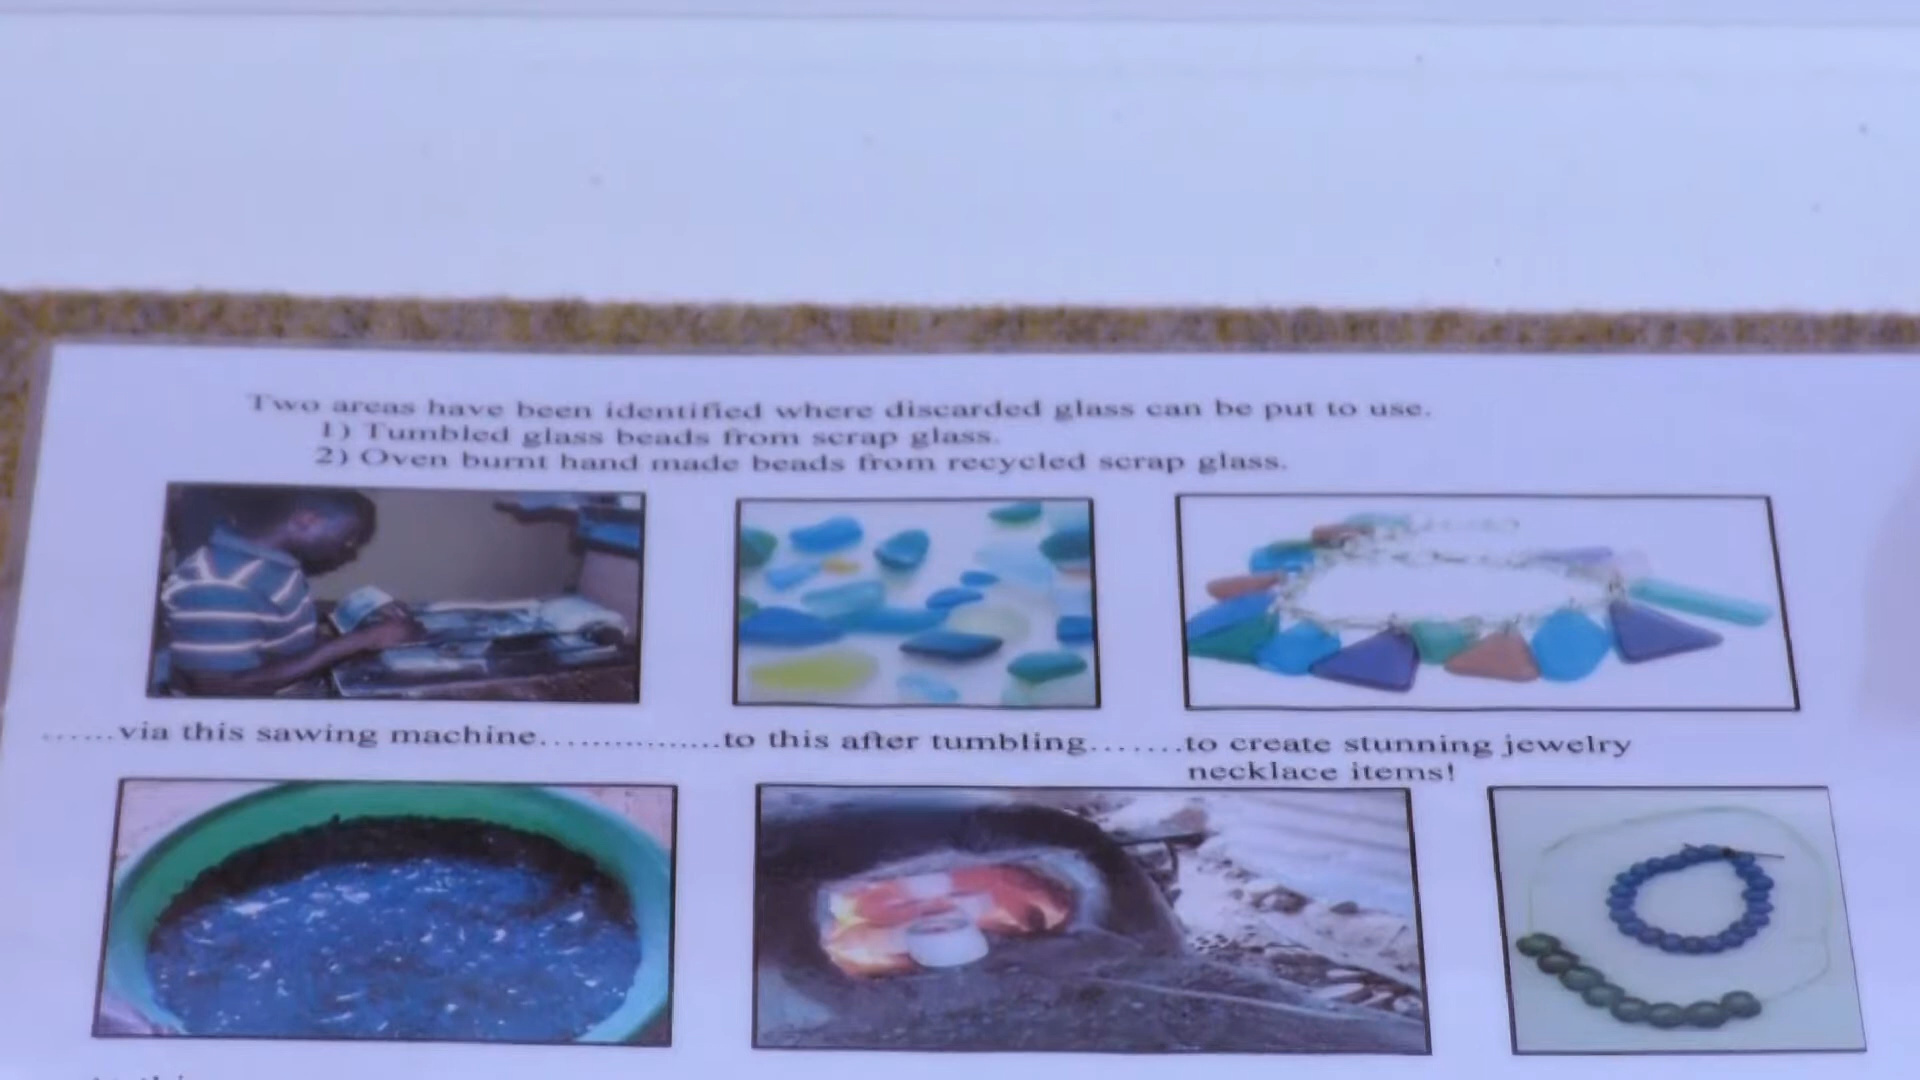 Two areas have been identified where discarded glass can be put to use.
1) Tumbled glass beads from scrap glass.
2) Oven burnt hand made beads from recycled scrap glass.
......via this sawing machine................to this after tumbling.......to create stunning jewelry
necklace items!